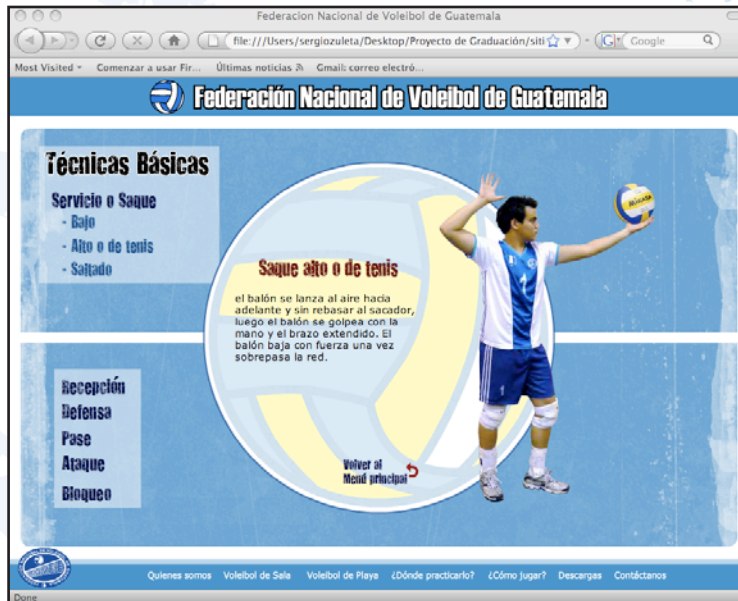 Federacion Nacional de Voleibol de Guatemala
file:///Users/sergiozuleta/Desktop/Proyecto de Graduación/siti
Google
Most Visited
Comenzar a usar Fir...
Últimas noticias
Gmail: correo electró...
Federación Nacional de Voleibol de Guatemala
Técnicas Básicas
Servicio o Saque
- Bajo
- Alto o de tenis
- Saltado
Saque alto o de tenis
el balón se lanza al aire hacia
adelante y sin rebasar al sacador,
luego el balón se golpea con la
mano y el brazo extendido. El
balón baja con fuerza una vez
sobrepasa la red.
Recepción
Defensa
Pase
Ataque
Bloqueo
Volver al
Menú principal
Quienes somos
Voleibol de Sala
Voleibol de Playa
¿Dónde practicarlo?
¿Cómo jugar?
Descargas
Contáctanos
Done